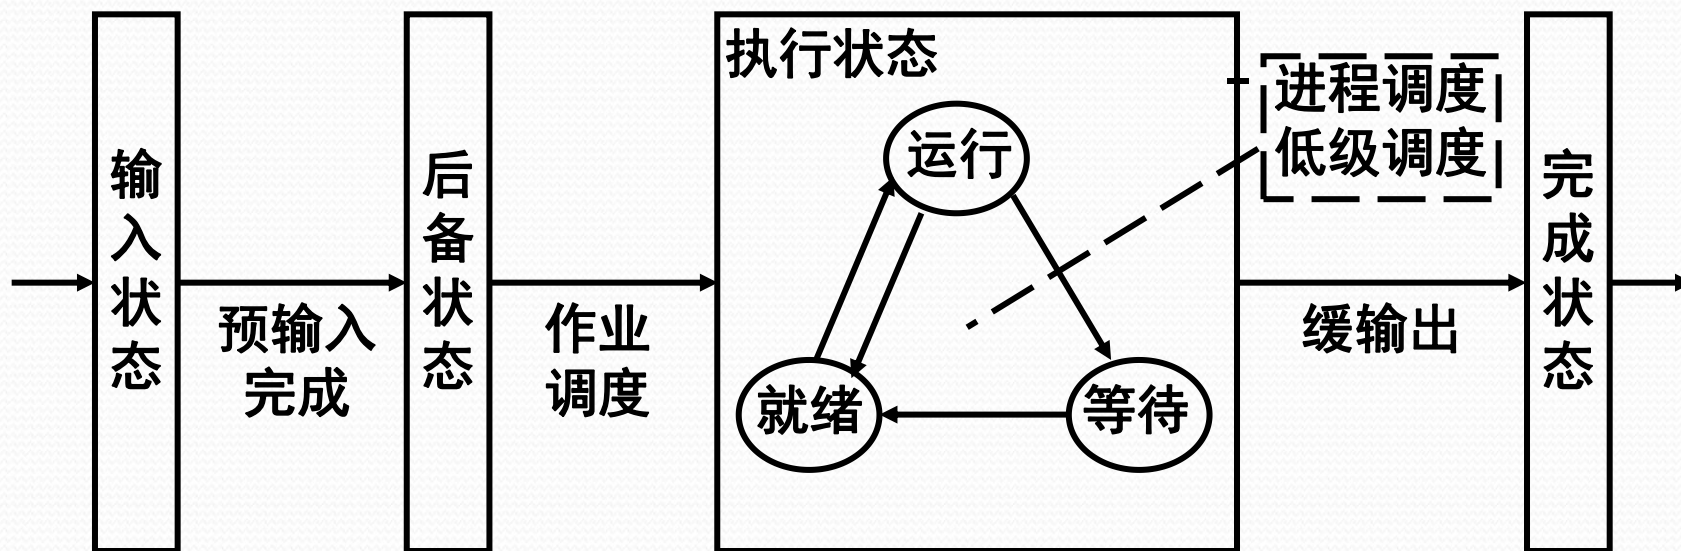 输入状态
预输入
完成
后备状态
作业
调度
执行状态
运行
就绪
等待
进程调度
低级调度
缓输出
完成状态